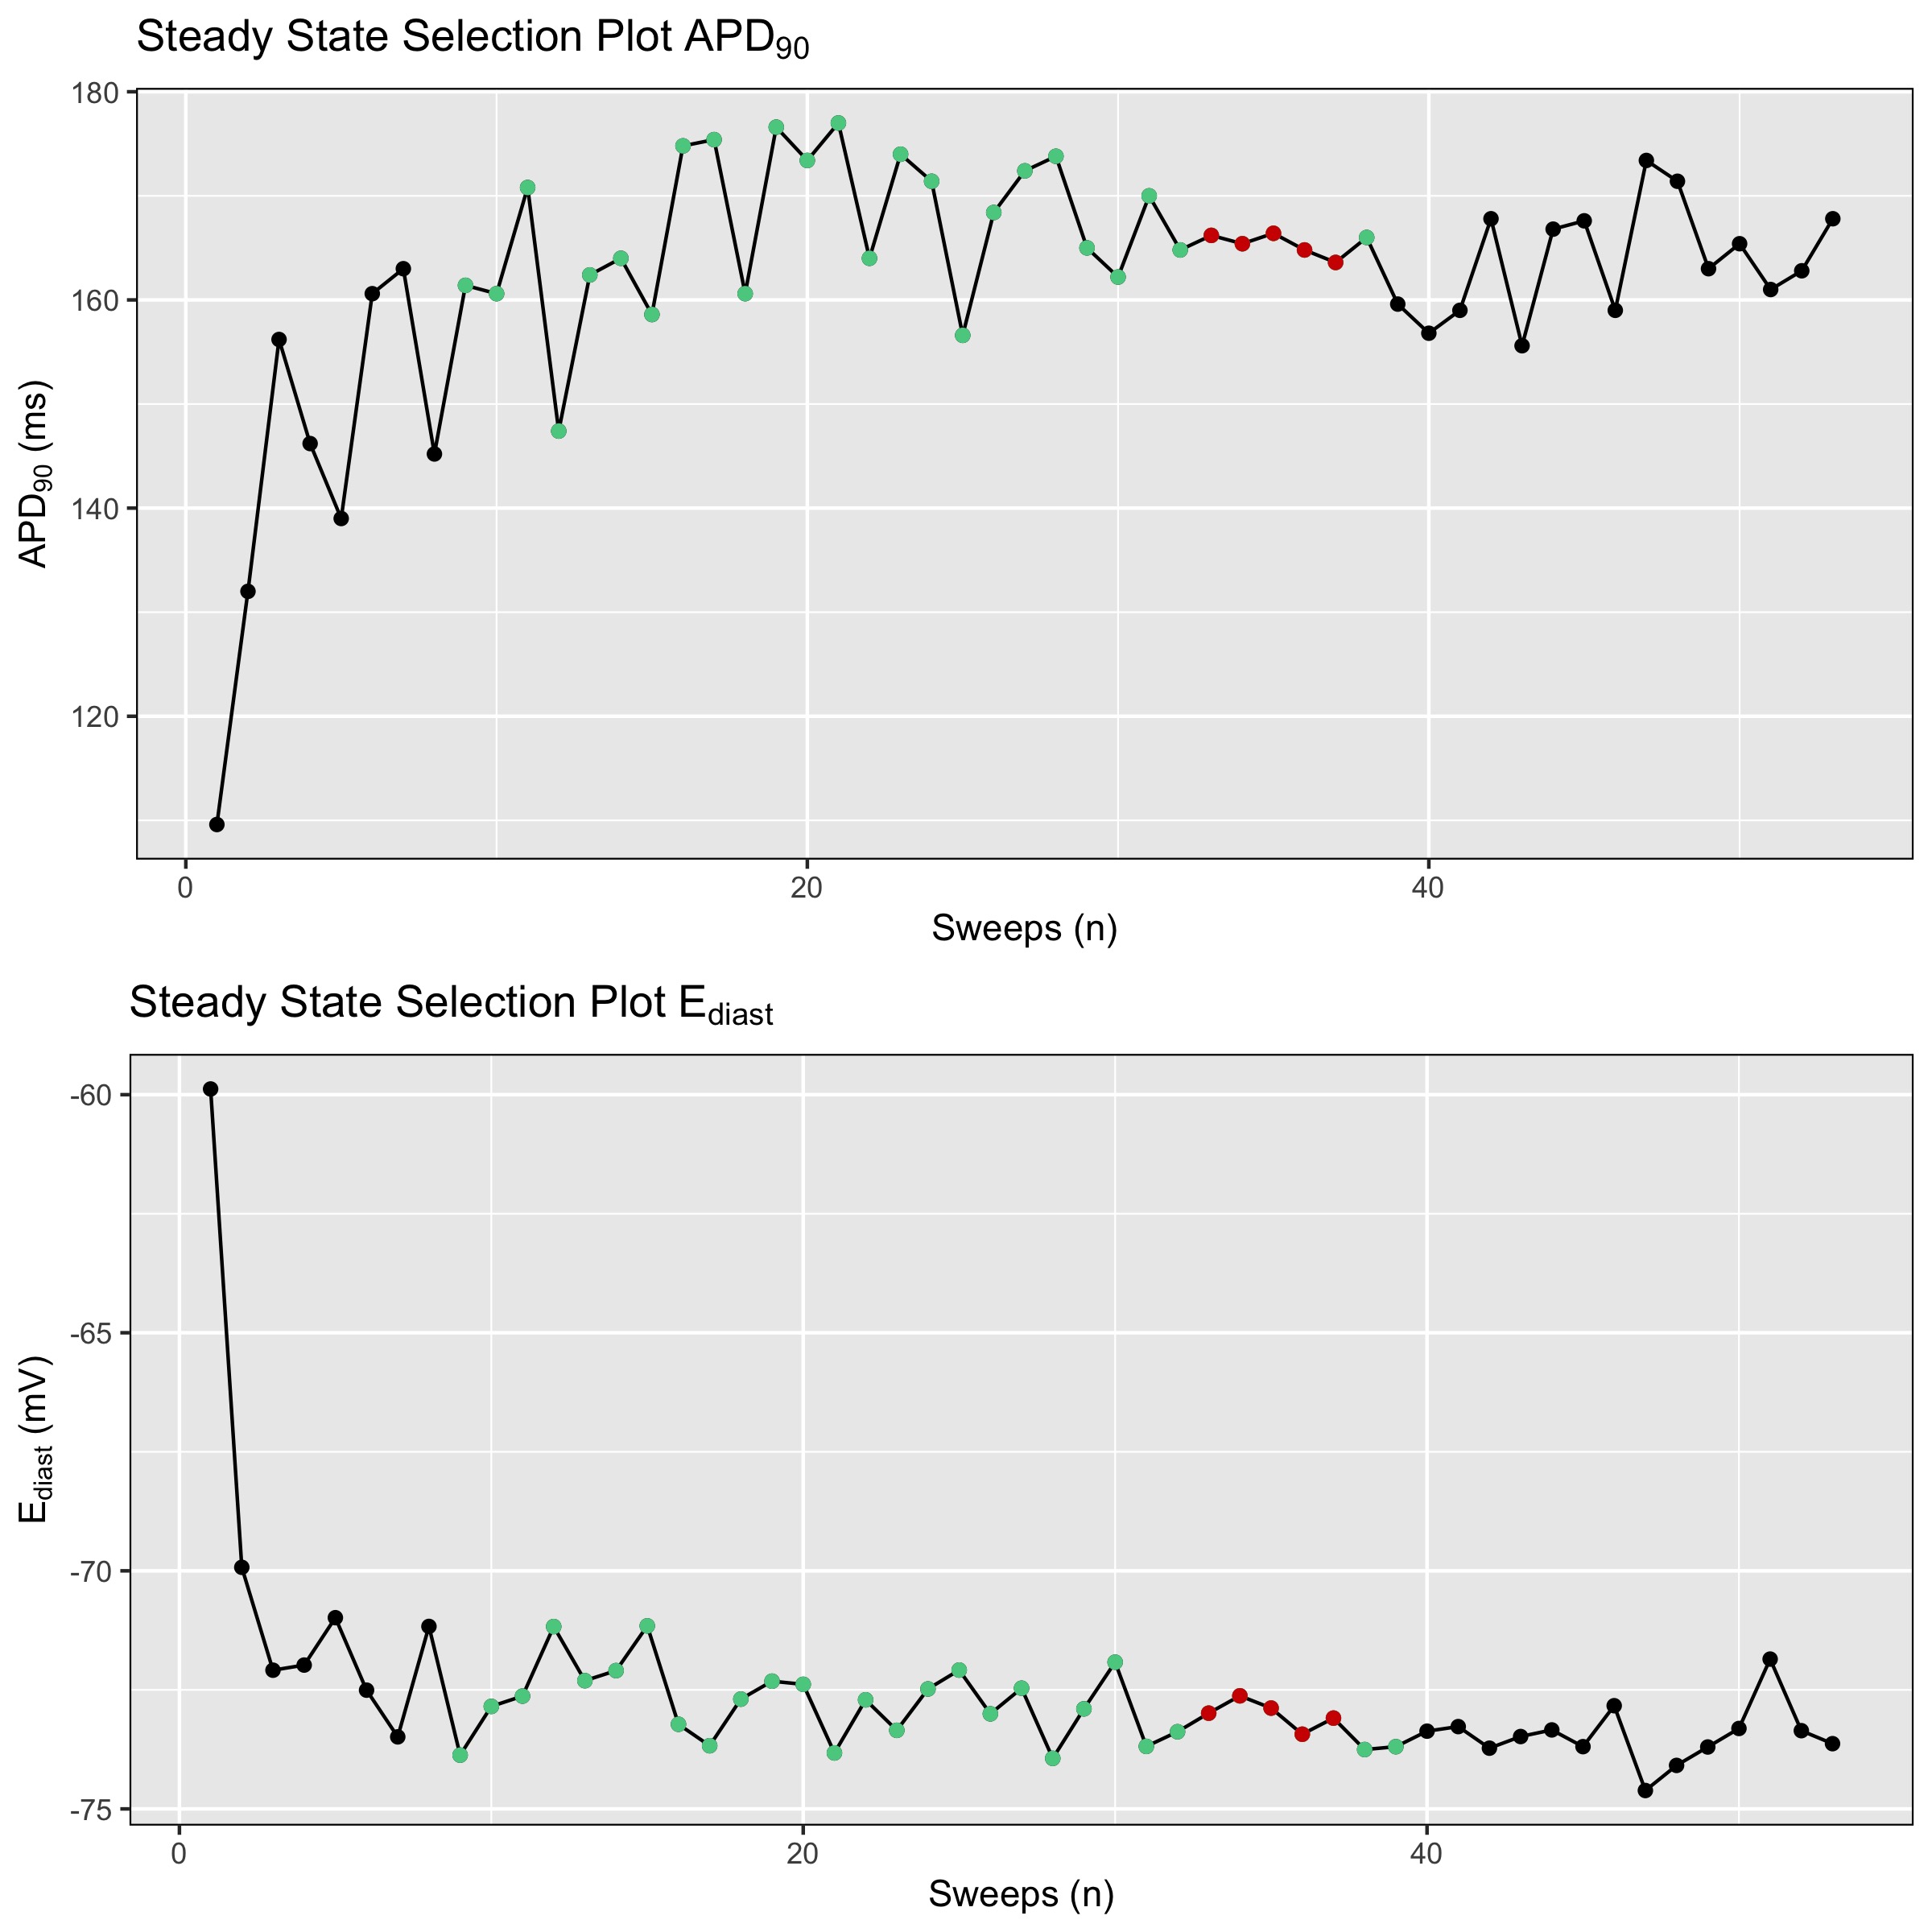 Steady State Selection Plot APD90
180
160
140
120
APD90 (ms)
0 20 40
Sweeps (n)
Steady State Selection Plot Ediast
-60
-65
-70
-75
Ediast (mV)
0 20 40
Sweeps (n)